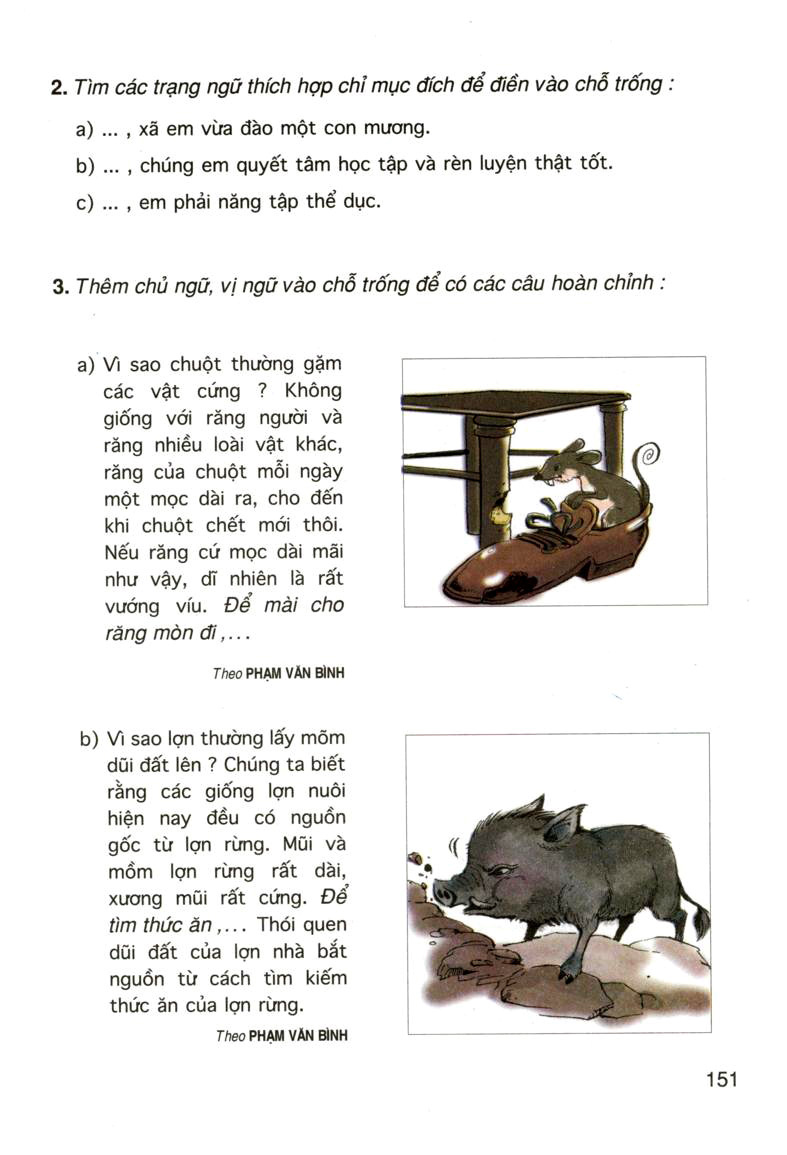 2. Tìm các trạng ngữ thích hợp chỉ mục đích để điền vào chỗ trống :
a) ... , xã em vừa đào một con mương.
b) ... , chúng em quyết tâm học tập và rèn luyện thật tốt.
c) ... , em phải năng tập thể dục.
3. Thêm chủ ngữ, vị ngữ vào chỗ trống để có các câu hoàn chỉnh :
a) Vì sao chuột thường gặm
các vật cứng ? Không
giống với răng người và
răng nhiều loài vật khác,
răng của chuột mỗi ngày
một mọc dài ra, cho đến
khi chuột chết mới thôi.
Nếu răng cứ mọc dài mãi
như vậy, dĩ nhiên là rất
vướng víu. Để mài cho
răng mòn đi ,...
Theo PHẠM VĂN BÌNH
b) Vì sao lợn thường lấy mõm
dũi đất lên ? Chúng ta biết
rằng các giống lợn nuôi
hiện nay đều có nguồn
gốc từ lợn rừng. Mũi và
mồm lợn rừng rất dài,
xương mũi rất cứng. Để
tìm thức ăn ,... Thói quen
dũi đất của lợn nhà bắt
nguồn từ cách tìm kiếm
thức ăn của lợn rừng.
Theo PHẠM VĂN BÌNH
151